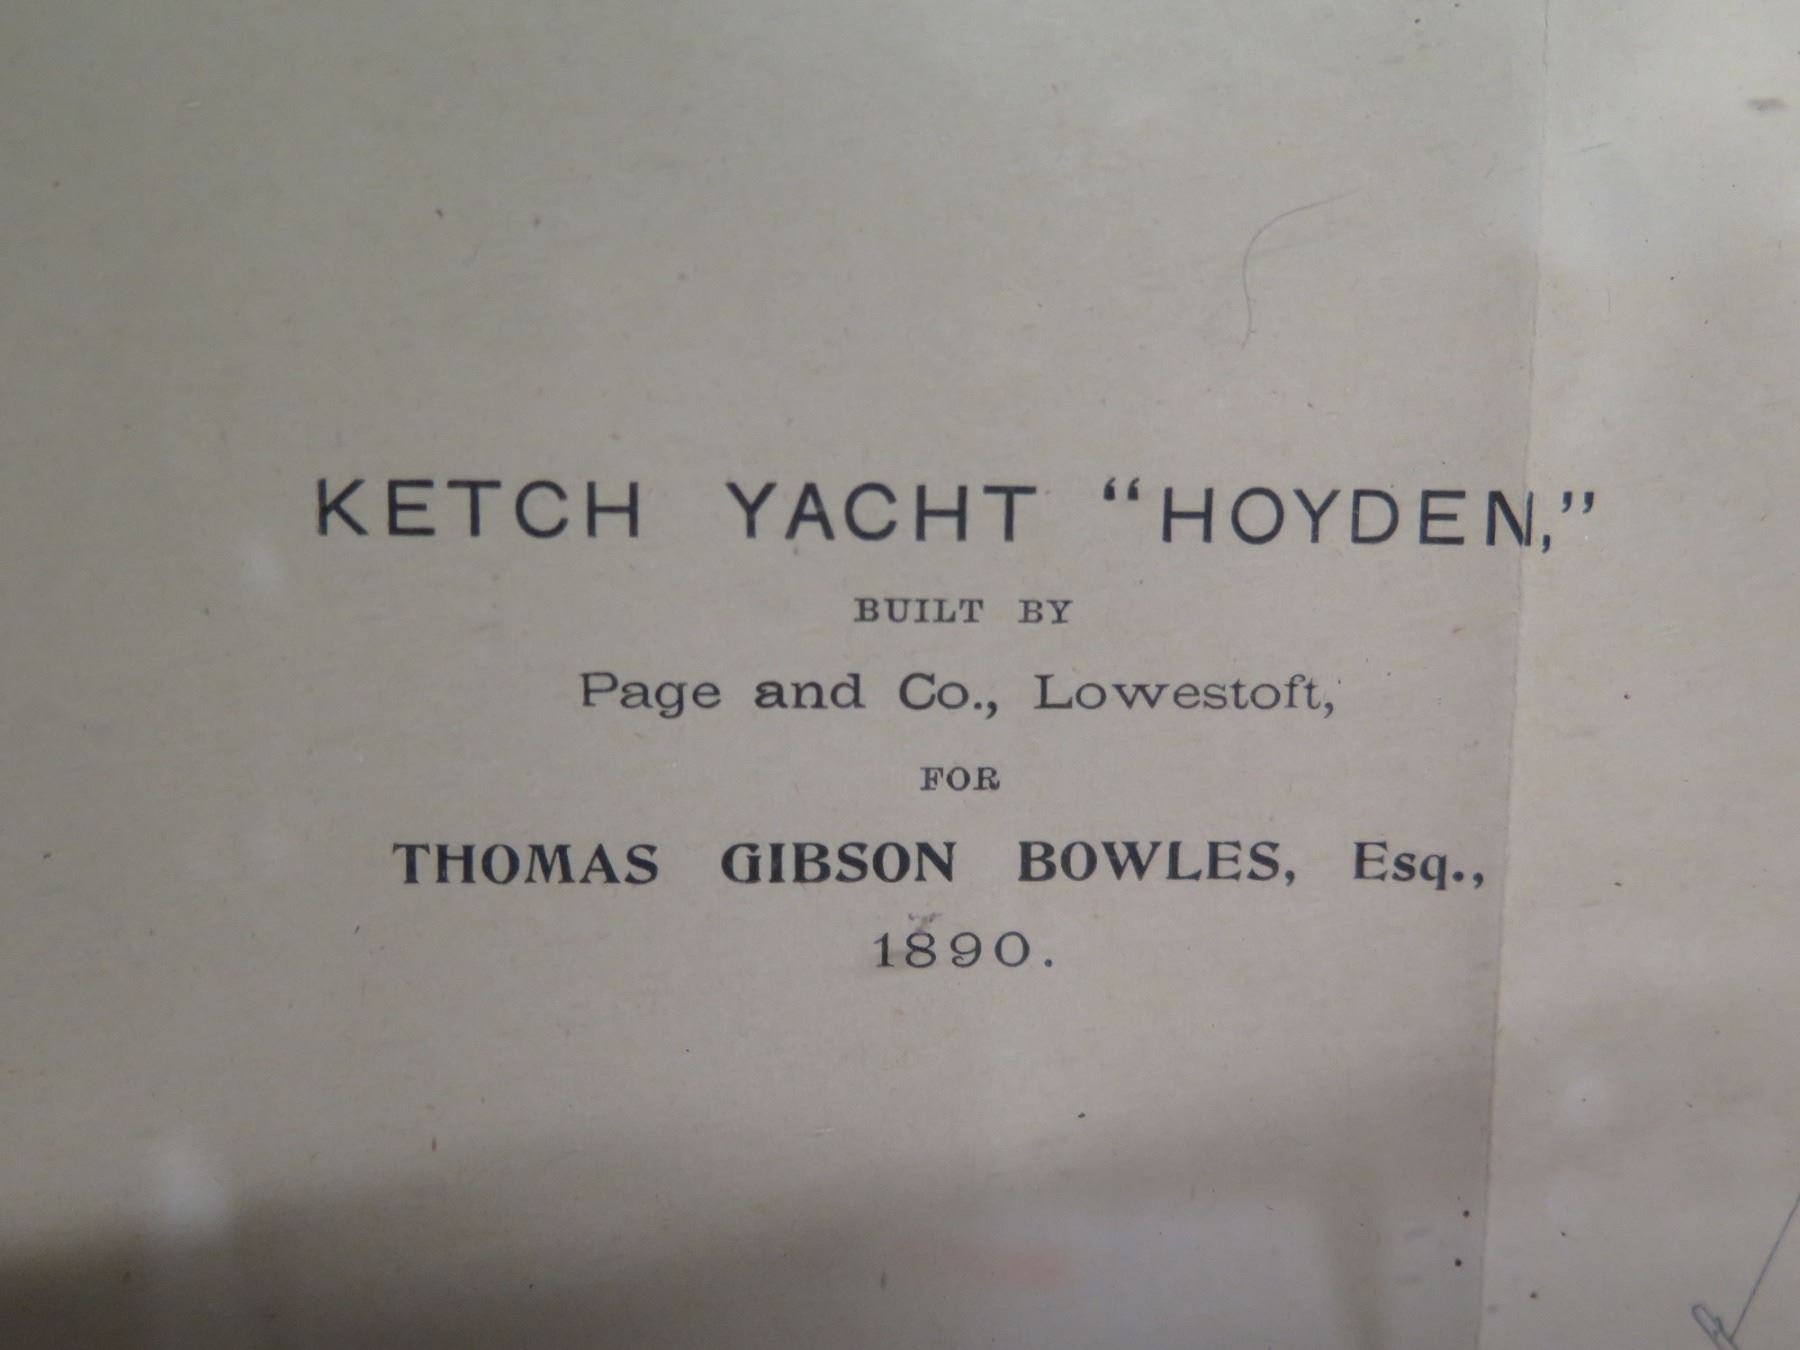 KETCH YACHT “HOYDEN,”
BUILT BY
Page and Co., Lowestoft,
FOR
THOMAS GIBSON BOWLES, Esq.,
1890.